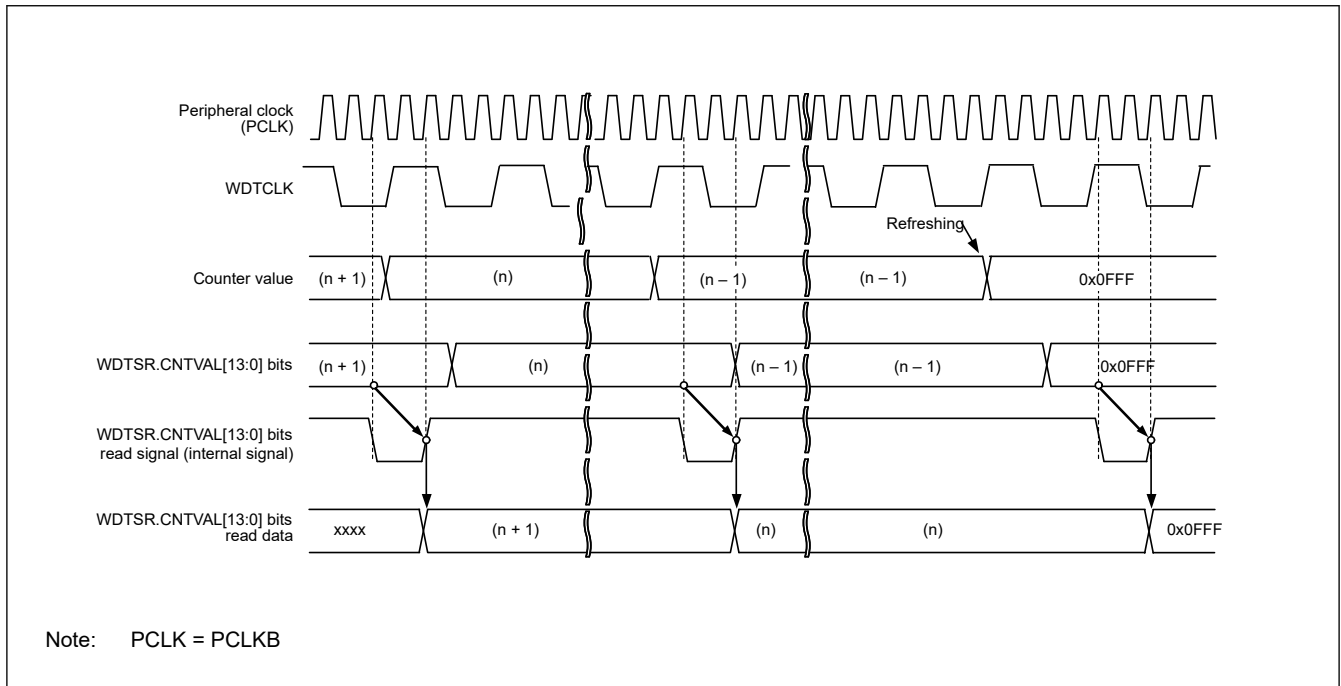 Peripheral clock
(PCLK)
WDTCLK
Refreshing
Counter value
(n + 1)
(n)
(n – 1)
(n – 1)
0x0FFF
WDTSR.CNTVAL[13:0] bits
(n + 1)
(n)
(n – 1)
(n – 1)
0x0FFF
WDTSR.CNTVAL[13:0] bits
read signal (internal signal)
WDTSR.CNTVAL[13:0] bits
read data
xxxx
(n + 1)
(n)
(n)
0x0FFF
Note: PCLK = PCLKB